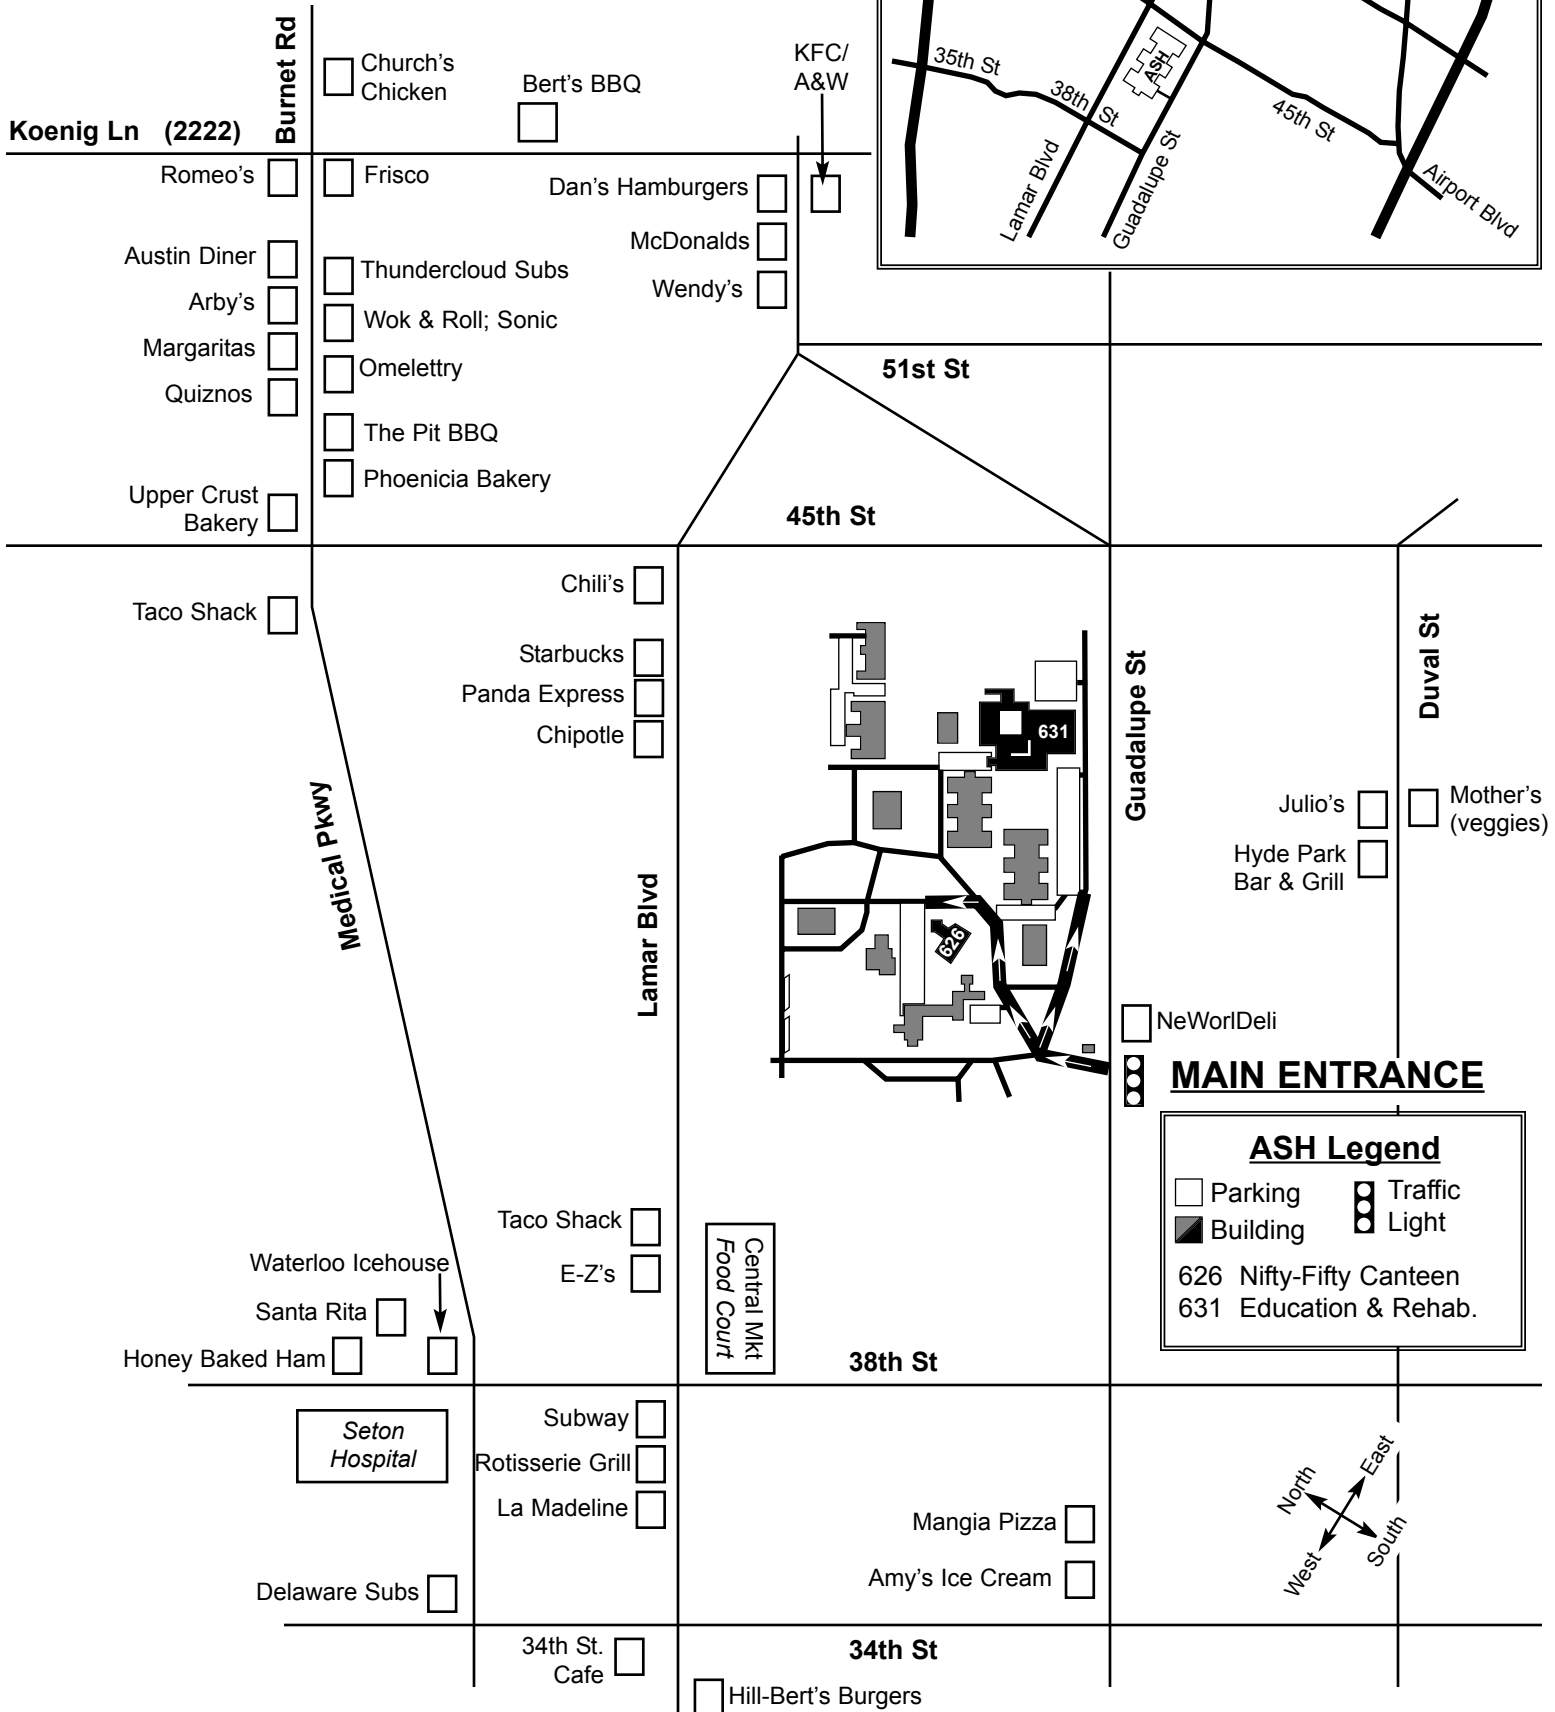 35th St
38th St
45th St
ASH
Lamar Blvd
Guadalupe St
Airport Blvd
Burnet Rd
Church's
Chicken
Bert's BBQ
KFC/
A&W
Koenig Ln (2222)
Romeo's
Frisco
Dan's Hamburgers
McDonalds
Wendy's
Austin Diner
Arby's
Margaritas
Quiznos
Thundercloud Subs
Wok & Roll; Sonic
Omelettry
The Pit BBQ
Phoenicia Bakery
Upper Crust
Bakery
51st St
45th St
Taco Shack
Chili's
Starbucks
Panda Express
Chipotle
Medical Pkwy
Lamar Blvd
631
626
Guadalupe St
Duval St
Julio's
Mother's
(veggies)
Hyde Park
Bar & Grill
NeWorlDeli
MAIN ENTRANCE
ASH Legend
Parking
Building
Traffic
Light
626 Nifty-Fifty Canteen
631 Education & Rehab.
Taco Shack
E-Z's
Central Mkt
Food Court
Waterloo Icehouse
Santa Rita
Honey Baked Ham
38th St
Seton
Hospital
Subway
Rotisserie Grill
La Madeline
Mangia Pizza
Amy's Ice Cream
Delaware Subs
North
East
South
West
34th St.
Cafe
34th St
Hill-Bert's Burgers